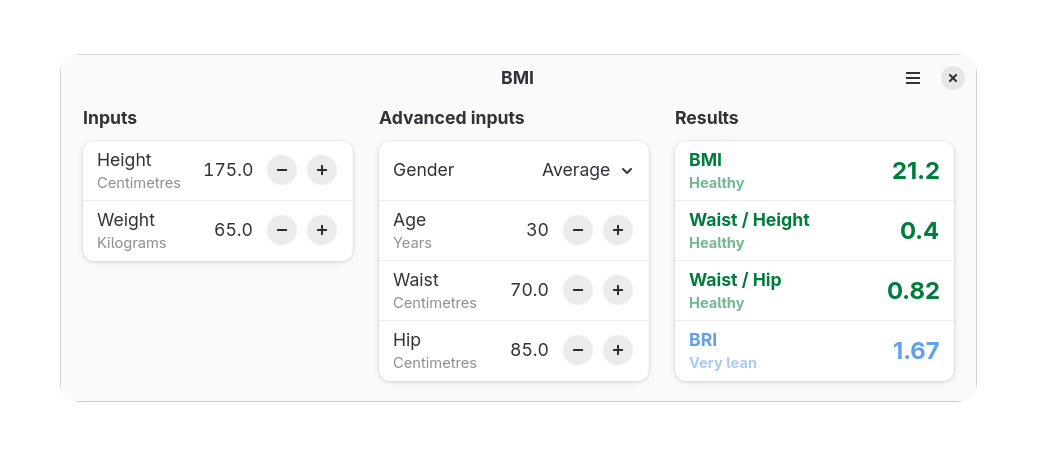 BMI
Inputs
Height
Centimetres
175.0
Weight
Kilograms
65.0
Advanced inputs
Gender
Average
Age
Years
30
Waist
Centimetres
70.0
Hip
Centimetres
85.0
Results
BMI
Healthy
21.2
Waist / Height
Healthy
0.4
Waist / Hip
Healthy
0.82
BRI
Very lean
1.67